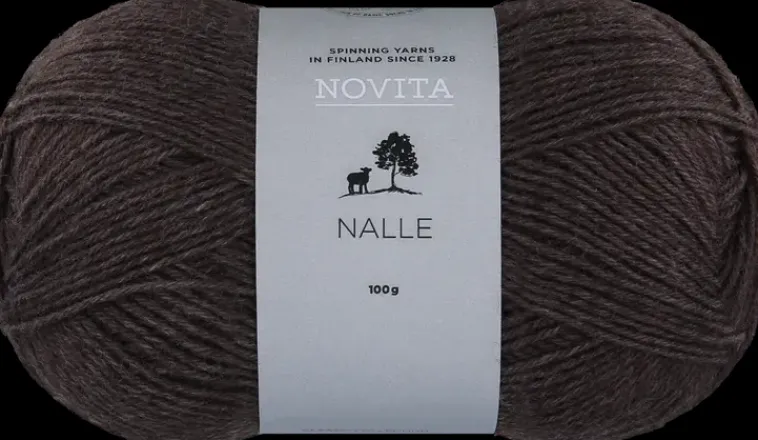 SPINNING YARNS
IN FINLAND SINCE 1928
NOVITA
NALLE
100g